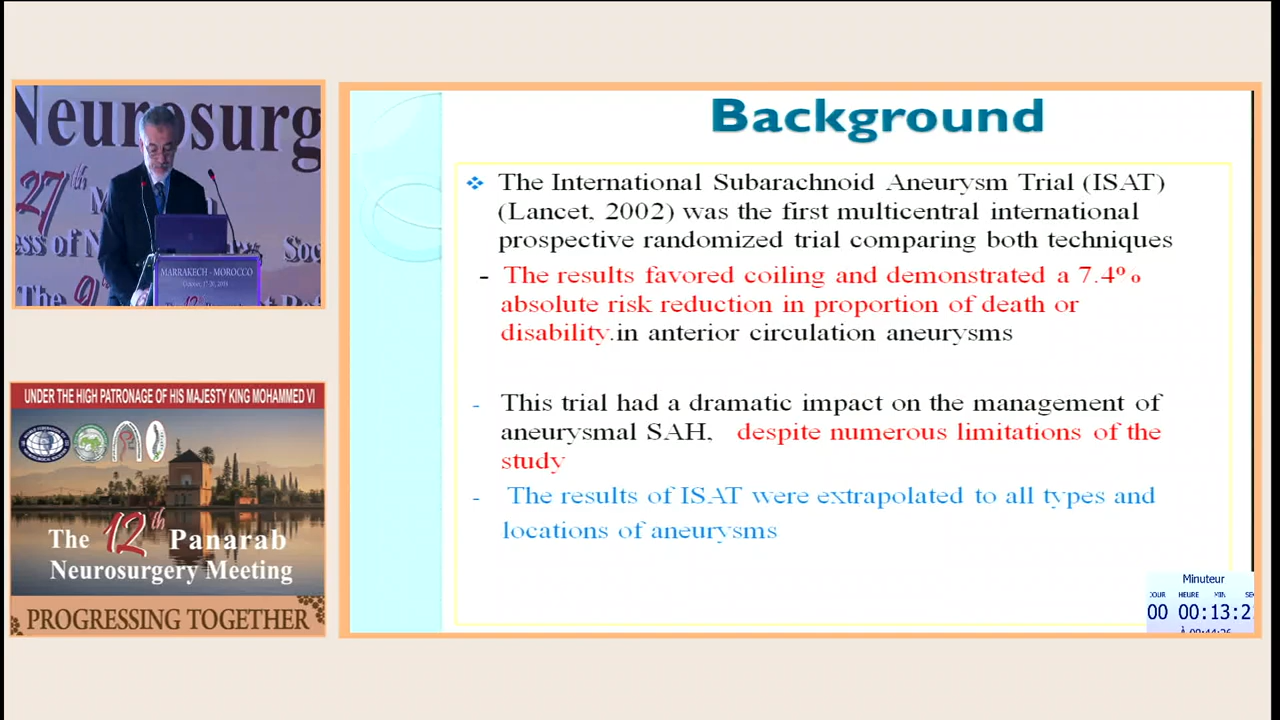 Neurosurg
27th
ess of N
Soc
The 9th
MARRAKECH - MOROCCO
12th
UNDER THE HIGH PATRONAGE OF HIS MAJESTY KING MOHAMMED VI
The 12th Panarab
Neurosurgery Meeting
PROGRESSING TOGETHER
Background
The International Subarachnoid Aneurysm Trial (ISAT)
(Lancet, 2002) was the first multicentral international
prospective randomized trial comparing both techniques
- The results favored coiling and demonstrated a 7.4%
absolute risk reduction in proportion of death or
disability.in anterior circulation aneurysms
- This trial had a dramatic impact on the management of
aneurysmal SAH, despite numerous limitations of the
study
- The results of ISAT were extrapolated to all types and
locations of aneurysms
Minuteur
JOUR HEURE MIN SE
00 00:13:2